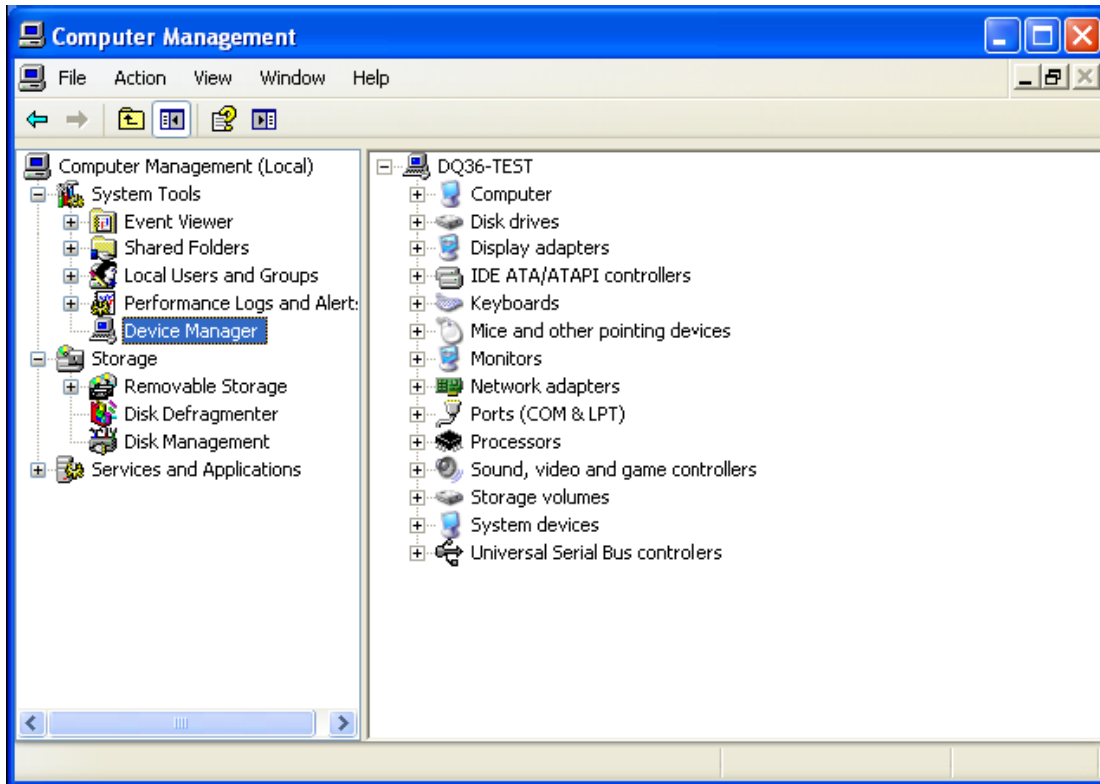 Computer Management
File Action View Window Help
Computer Management (Local)
System Tools
Event Viewer
Shared Folders
Local Users and Groups
Performance Logs and Alert:
Device Manager
Storage
Removable Storage
Disk Defragmenter
Disk Management
Services and Applications
DQ36-TEST
Computer
Disk drives
Display adapters
IDE ATA/ATAPI controllers
Keyboards
Mice and other pointing devices
Monitors
Network adapters
Ports (COM & LPT)
Processors
Sound, video and game controllers
Storage volumes
System devices
Universal Serial Bus controlers